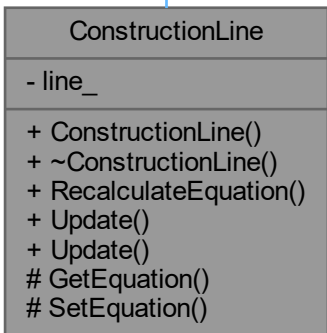 ConstructionLine
- line_
+ ConstructionLine()
+ ~ConstructionLine()
+ RecalculateEquation()
+ Update()
+ Update()
# GetEquation()
# SetEquation()